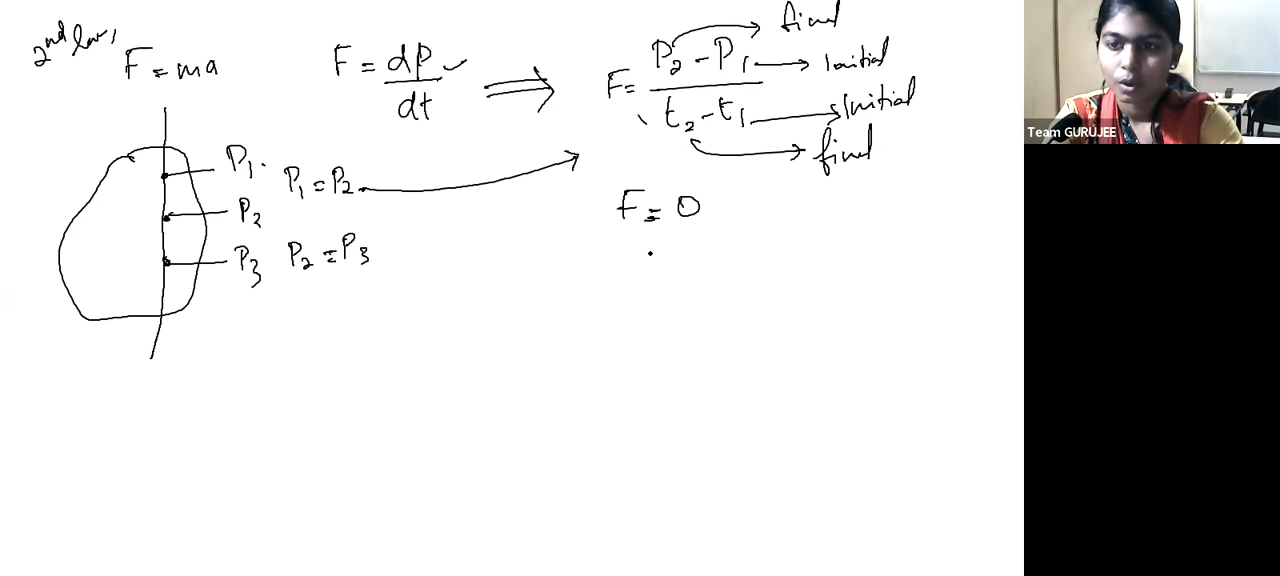 2nd law,
F = ma
F = dP/dt
F = P2 - P1 / t2 - t1
final
Initial
Initial
final
P1.
P1 = P2
P2
P3
P2 = P3
F = 0
Team GURUJEE